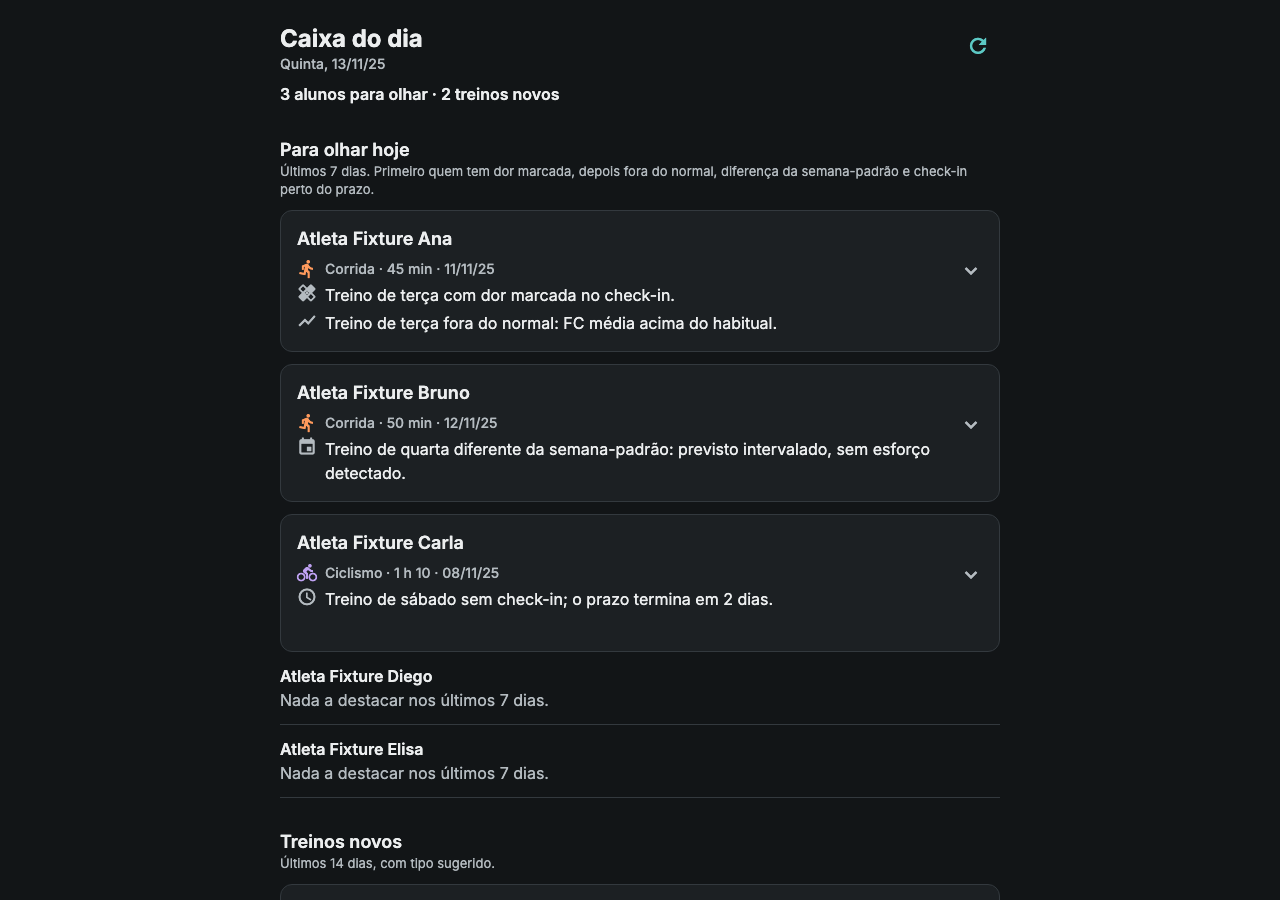 Caixa do dia
Quinta, 13/11/25
3 alunos para olhar · 2 treinos novos
Para olhar hoje
Últimos 7 dias. Primeiro quem tem dor marcada, depois fora do normal, diferença da semana-padrão e check-in
perto do prazo.
Atleta Fixture Ana
Corrida · 45 min · 11/11/25
Treino de terça com dor marcada no check-in.
Treino de terça fora do normal: FC média acima do habitual.
Atleta Fixture Bruno
Corrida · 50 min · 12/11/25
Treino de quarta diferente da semana-padrão: previsto intervalado, sem esforço
detectado.
Atleta Fixture Carla
Ciclismo · 1 h 10 · 08/11/25
Treino de sábado sem check-in; o prazo termina em 2 dias.
Atleta Fixture Diego
Nada a destacar nos últimos 7 dias.
Atleta Fixture Elisa
Nada a destacar nos últimos 7 dias.
Treinos novos
Últimos 14 dias, com tipo sugerido.